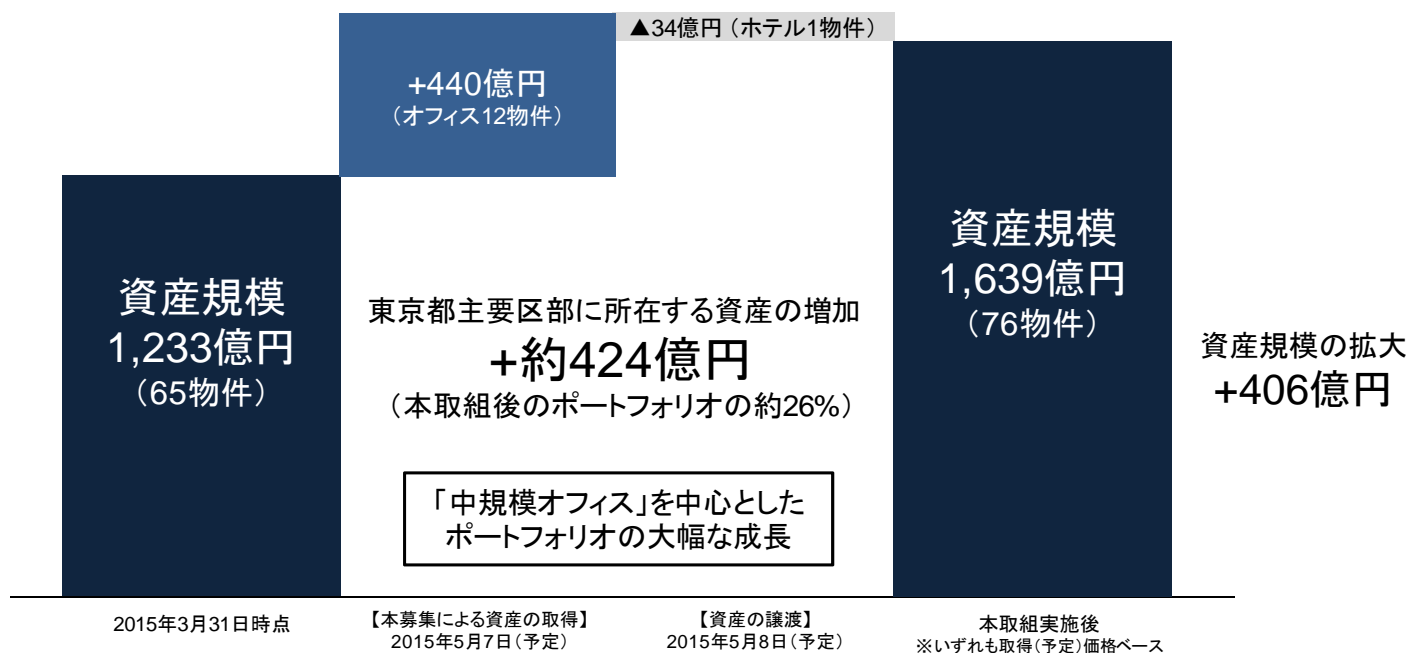 ▲34億円（ホテル1物件）
+440億円
（オフィス12物件）
資産規模
1,233億円
（65物件）
東京都主要区部に所在する資産の増加
+約424億円
（本取組後のポートフォリオの約26%）
「中規模オフィス」を中心とした
ポートフォリオの大幅な成長
資産規模
1,639億円
（76物件）
資産規模の拡大
+406億円
2015年3月31日時点
【本募集による資産の取得】
2015年5月7日（予定）
【資産の譲渡】
2015年5月8日（予定）
本取組実施後
※いずれも取得（予定）価格ベース